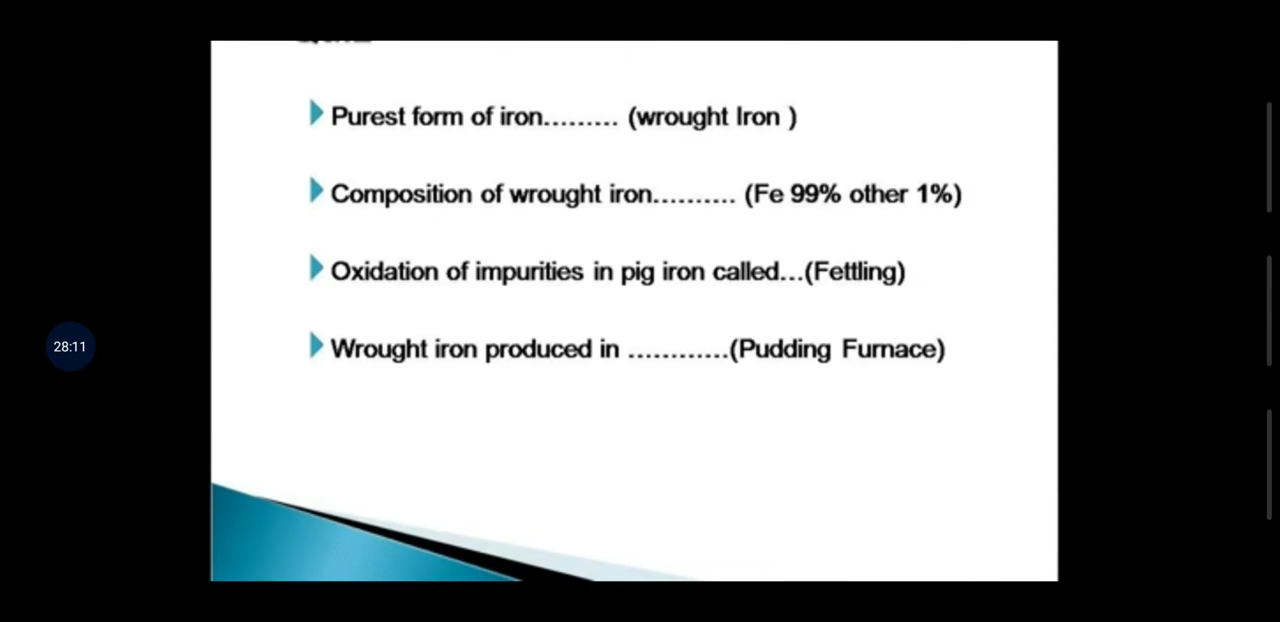 Purest form of iron......... (wrought Iron )
Composition of wrought iron.......... (Fe 99% other 1%)
Oxidation of impurities in pig iron called...(Fettling)
28:11
Wrought iron produced in ............(Pudding Furnace)